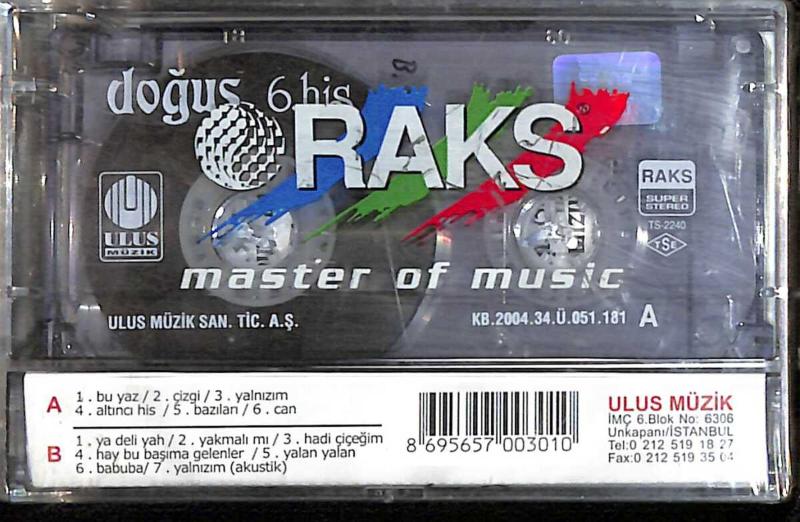 doğuş 6.his
RAKS
ULUS
MÜZİK
RAKS
SUPER
STEREO
TS-2240
TSE
master of music
ULUS MÜZİK SAN. TİC. A.Ş.
KB.2004.34.Ü.051.181 A
A
1. bu yaz / 2. çizgi / 3. yalnızım
4. altıncı his / 5. bazıları / 6. can
B
1. ya deli yah / 2. yakmalı mı / 3. hadi çiçeğim
4. hay bu başıma gelenler / 5. yalan yalan
6. babuba/ 7. yalnızım (akustik)
8 695657 003010
ULUS MÜZİK
İMÇ 6.Blok No: 6306
Unkapanı/İSTANBUL
Tel:0 212 519 18 27
Fax:0 212 519 35 04